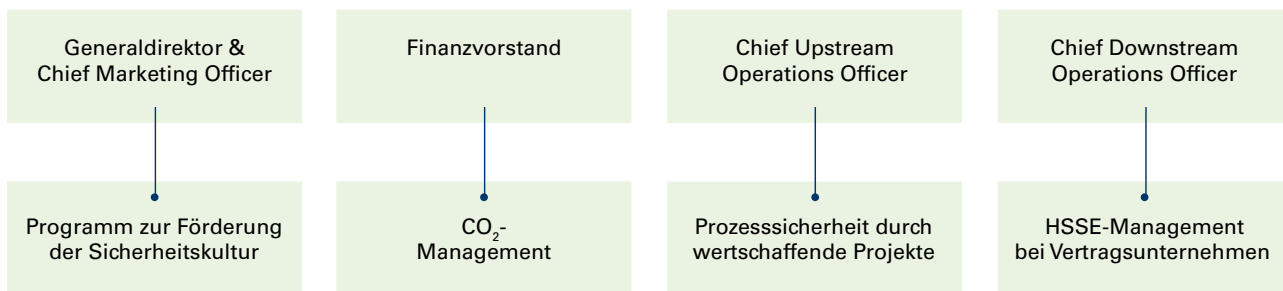 Generaldirektor &
Chief Marketing Officer
Finanzvorstand
Chief Upstream
Operations Officer
Chief Downstream
Operations Officer
Programm zur Förderung
der Sicherheitskultur
CO₂-
Management
Prozesssicherheit durch
wertschaffende Projekte
HSSE-Management
bei Vertragsunternehmen